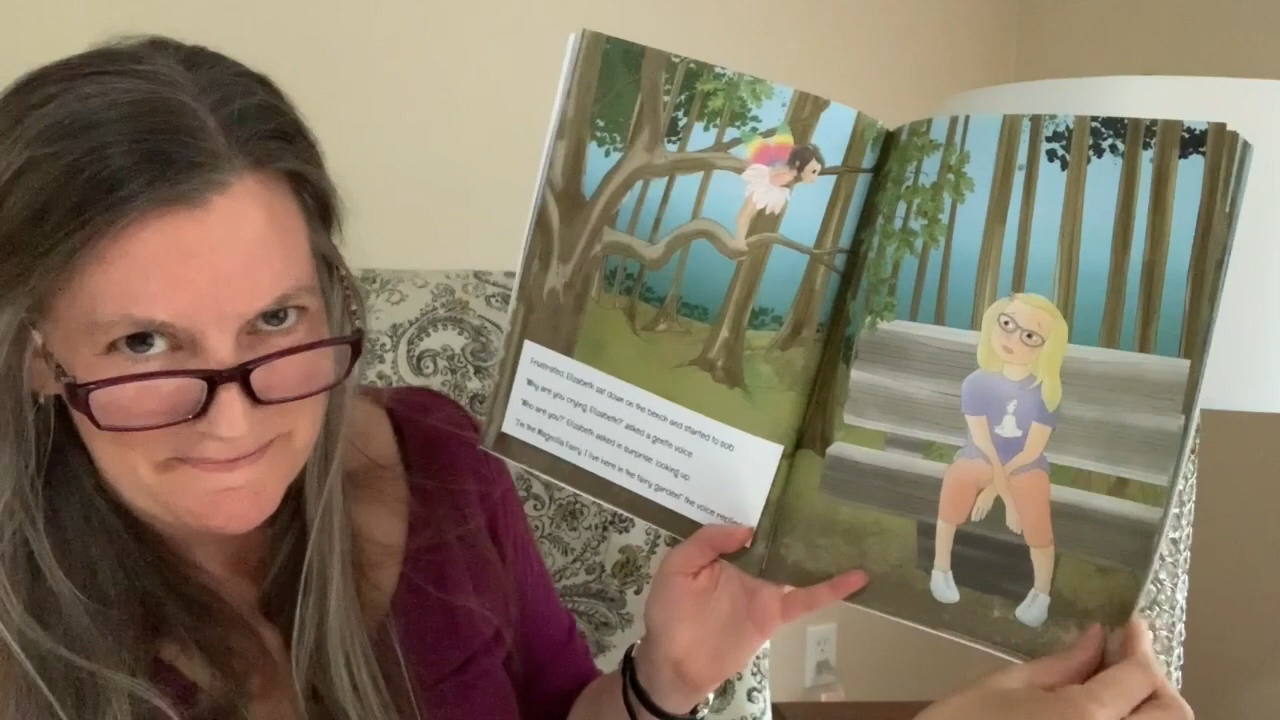 Frustrated, Elizabeth sat down on the bench and started to sob.
"Why are you crying, Elizabeth?" asked a gentle voice.
"Who are you?" Elizabeth asked in surprise, looking up.
"I'm the Magnolia Fairy. I live here in the fairy garden!" the voice replied.